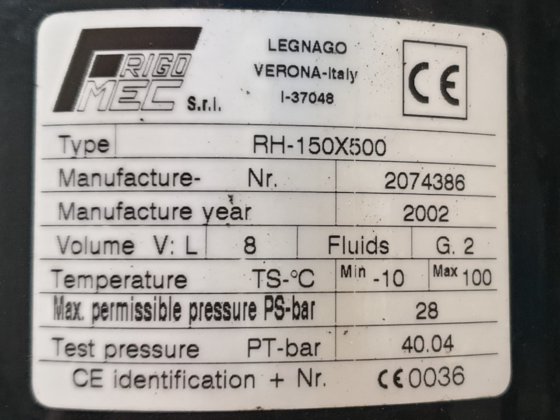 FRIGO
MEC S.r.l.
LEGNAGO
VERONA-Italy
I-37048
CE
Type RH-150X500
Manufacture- Nr. 2074386
Manufacture year 2002
Volume V: L 8 Fluids G. 2
Temperature TS-°C Min -10 Max 100
Max. permissible pressure PS-bar 28
Test pressure PT-bar 40.04
CE identification + Nr. CE 0036